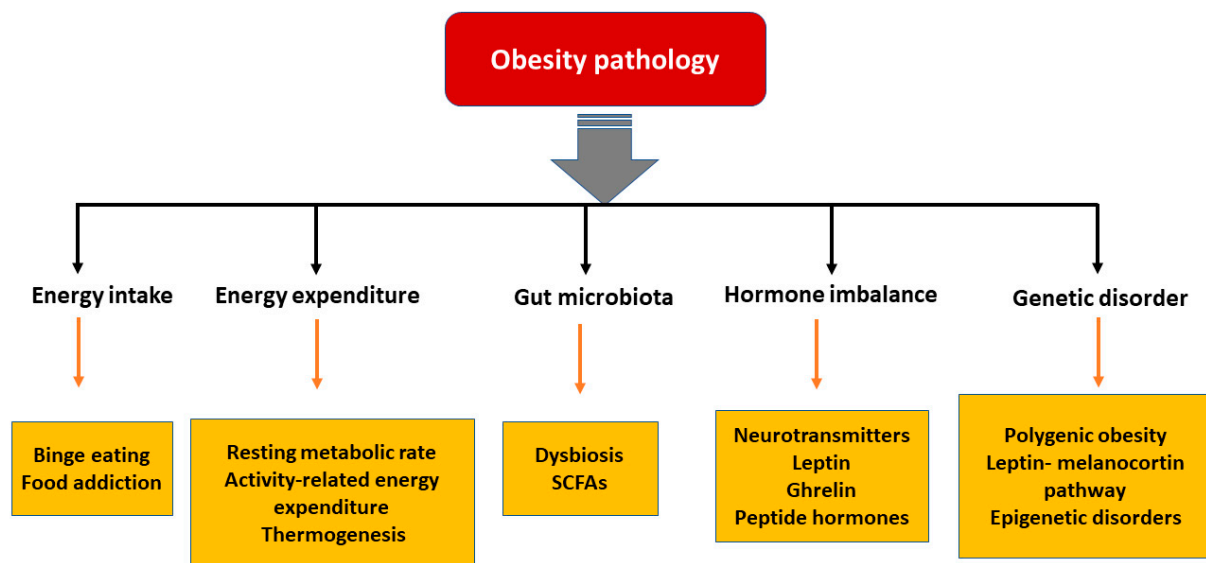 Obesity pathology
Energy intake
Energy expenditure
Gut microbiota
Hormone imbalance
Genetic disorder
Binge eating
Food addiction
Resting metabolic rate
Activity-related energy
expenditure
Thermogenesis
Dysbiosis
SCFAs
Neurotransmitters
Leptin
Ghrelin
Peptide hormones
Polygenic obesity
Leptin- melanocortin
pathway
Epigenetic disorders